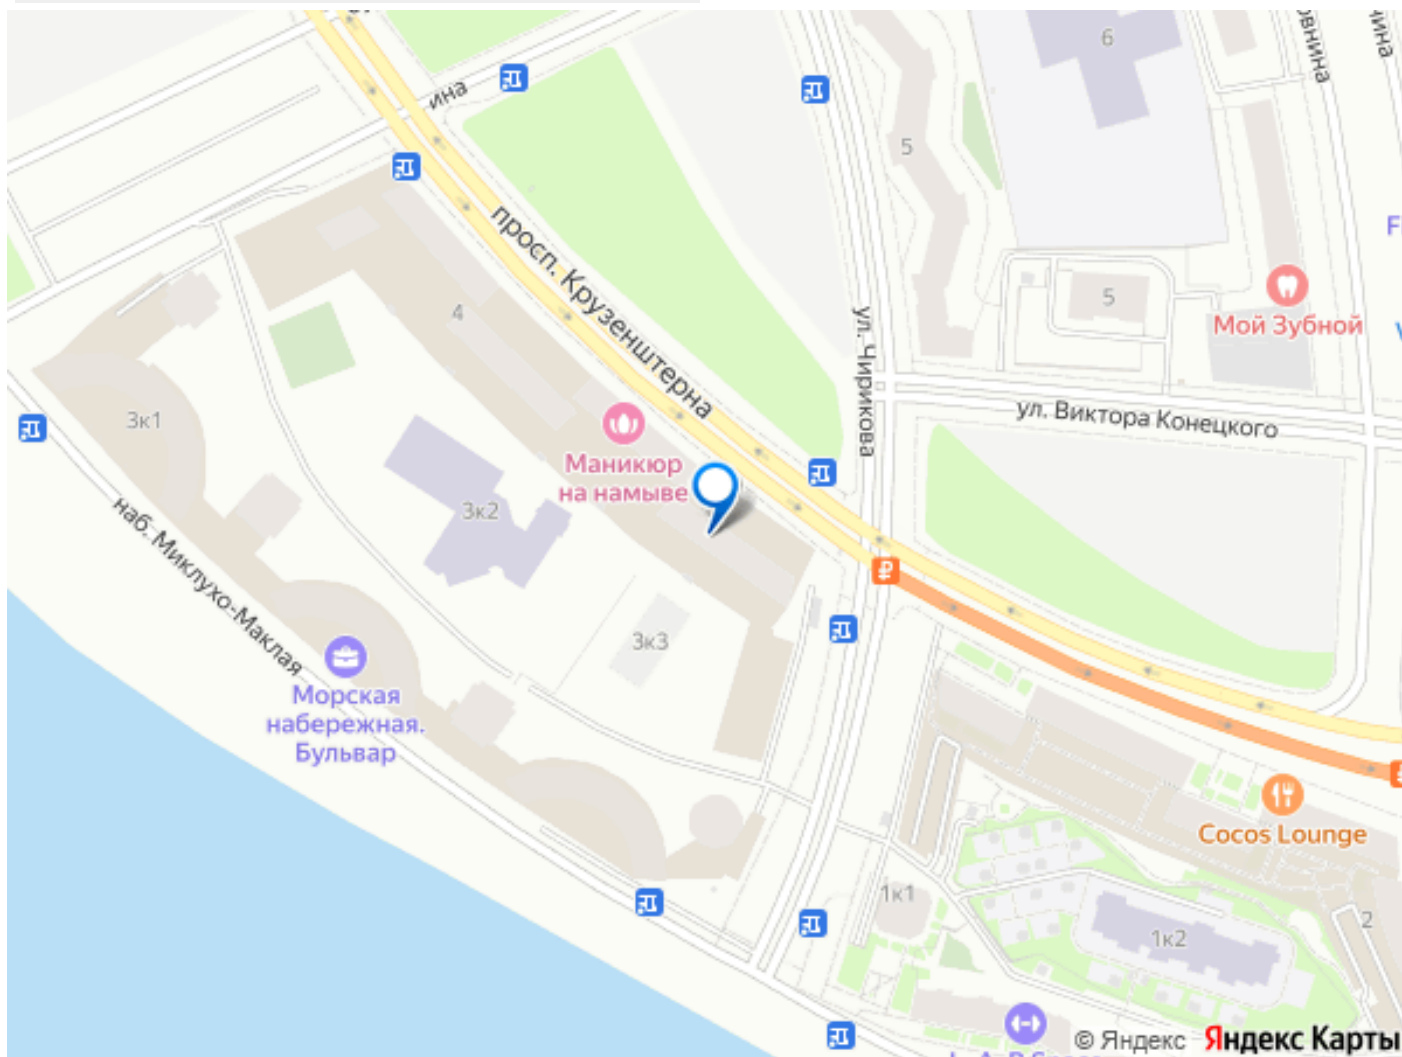 ина
6
5
просп. Крузенштерна
4
ул. Чирикова
5
Мой Зубной
ул. Виктора Конецкого
3к1
Маникюр
на намыве
3к2
наб. Миклухо-Маклая
3к3
Морская
набережная.
Бульвар
Cocos Lounge
1к1
1к2
2
© Яндекс Яндекс Карты